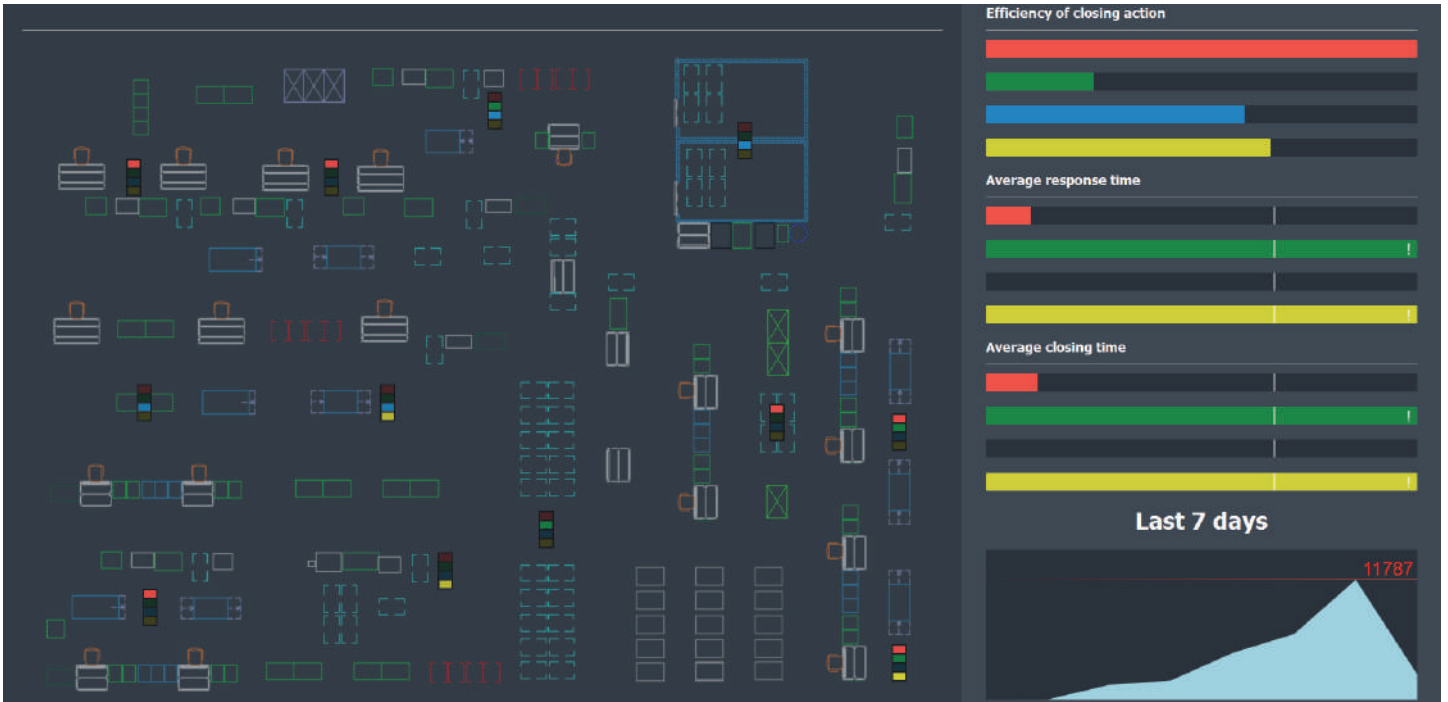 Efficiency of closing action
Average response time
!
!
Average closing time
!
!
Last 7 days
11787